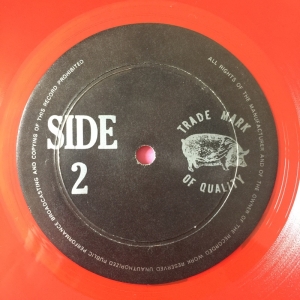 SIDE
2
TRADE MARK
OF QUALITY
ALL RIGHTS OF THE MANUFACTURER AND OF THE OWNER OF THE RECORDED WORK RESERVED UNAUTHORIZED PUBLIC PERFORMANCE BROADCASTING AND COPYING OF THIS RECORD PROHIBITED